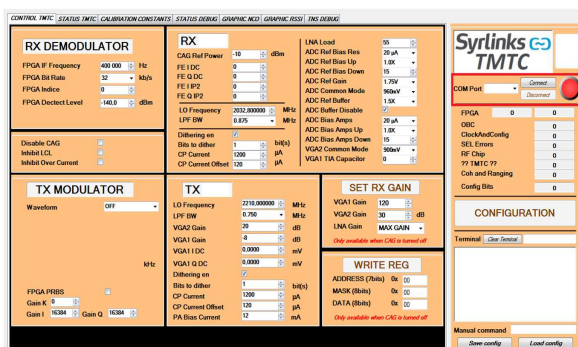 CONTROL TMTC STATUS TMTC CALIBRATION CONSTANTS STATUS DEBUG GRAPHIC NCO GRAPHIC RSSI TNS DEBUG
RX DEMODULATOR
FPGA IF Frequency 400 000 Hz
FPGA Bit Rate 32 kb/s
FPGA Indice 0
FPGA Dectect Level -140,0 dBm
Disable CAG
Inhibit LCL
Inhibit Over Current
RX
CAG Ref Power -10 dBm
FE I DC 0
FE Q DC 0
FE I IP2 0
FE Q IP2 0
LO Frequency 2032,800000 MHz
LPF BW 0.875 MHz
Dithering en
Bits to dither 1 bit(s)
CP Current 1200 µA
CP Current Offset 120 µA
LNA Load 55
ADC Ref Bias Res 20 µA
ADC Ref Bias Up 1.0X
ADC Ref Bias Down 15
ADC Ref Gain 1.75V
ADC Common Mode 960mV
ADC Ref Buffer 1.5X
ADC Buffer Disable
ADC Bias Amps 20 µA
ADC Bias Amps Up 1.0X
ADC Bias Amps Down 15
VGA2 Common Mode 900mV
VGA1 TIA Capacitor 0
TX MODULATOR
Waveform OFF
kHz
FPGA PRBS
Gain K 0
Gain I 16384 Gain Q 16384
TX
LO Frequency 2210,000000 MHz
LPF BW 0.750 MHz
VGA2 Gain 20 dB
VGA1 Gain -8 dB
VGA1 I DC 0,0000 mV
VGA1 Q DC 0,0000 mV
Dithering en
Bits to dither 1 bit(s)
CP Current 1200 µA
CP Current Offset 120 µA
PA Bias Current 12 mA
SET RX GAIN
VGA1 Gain 120
VGA2 Gain 30 dB
LNA Gain MAX GAIN
Only available when CAG is turned off
WRITE REG
ADDRESS (7bits) 0x 00
MASK (8bits) 0x 00
DATA (8bits) 0x 00
Only available when CAG is turned off
Syrlinks
TMTC
COM Port Connect
Disconnect
FPGA 0 0
OBC 0
ClockAndConfig 0
SEL Errors 0
RF Chip 0
?? TMTC ?? 0
Coh and Ranging 0
Config Bits 0
CONFIGURATION
Terminal Clear Terminal
Manual command
Save config Load config